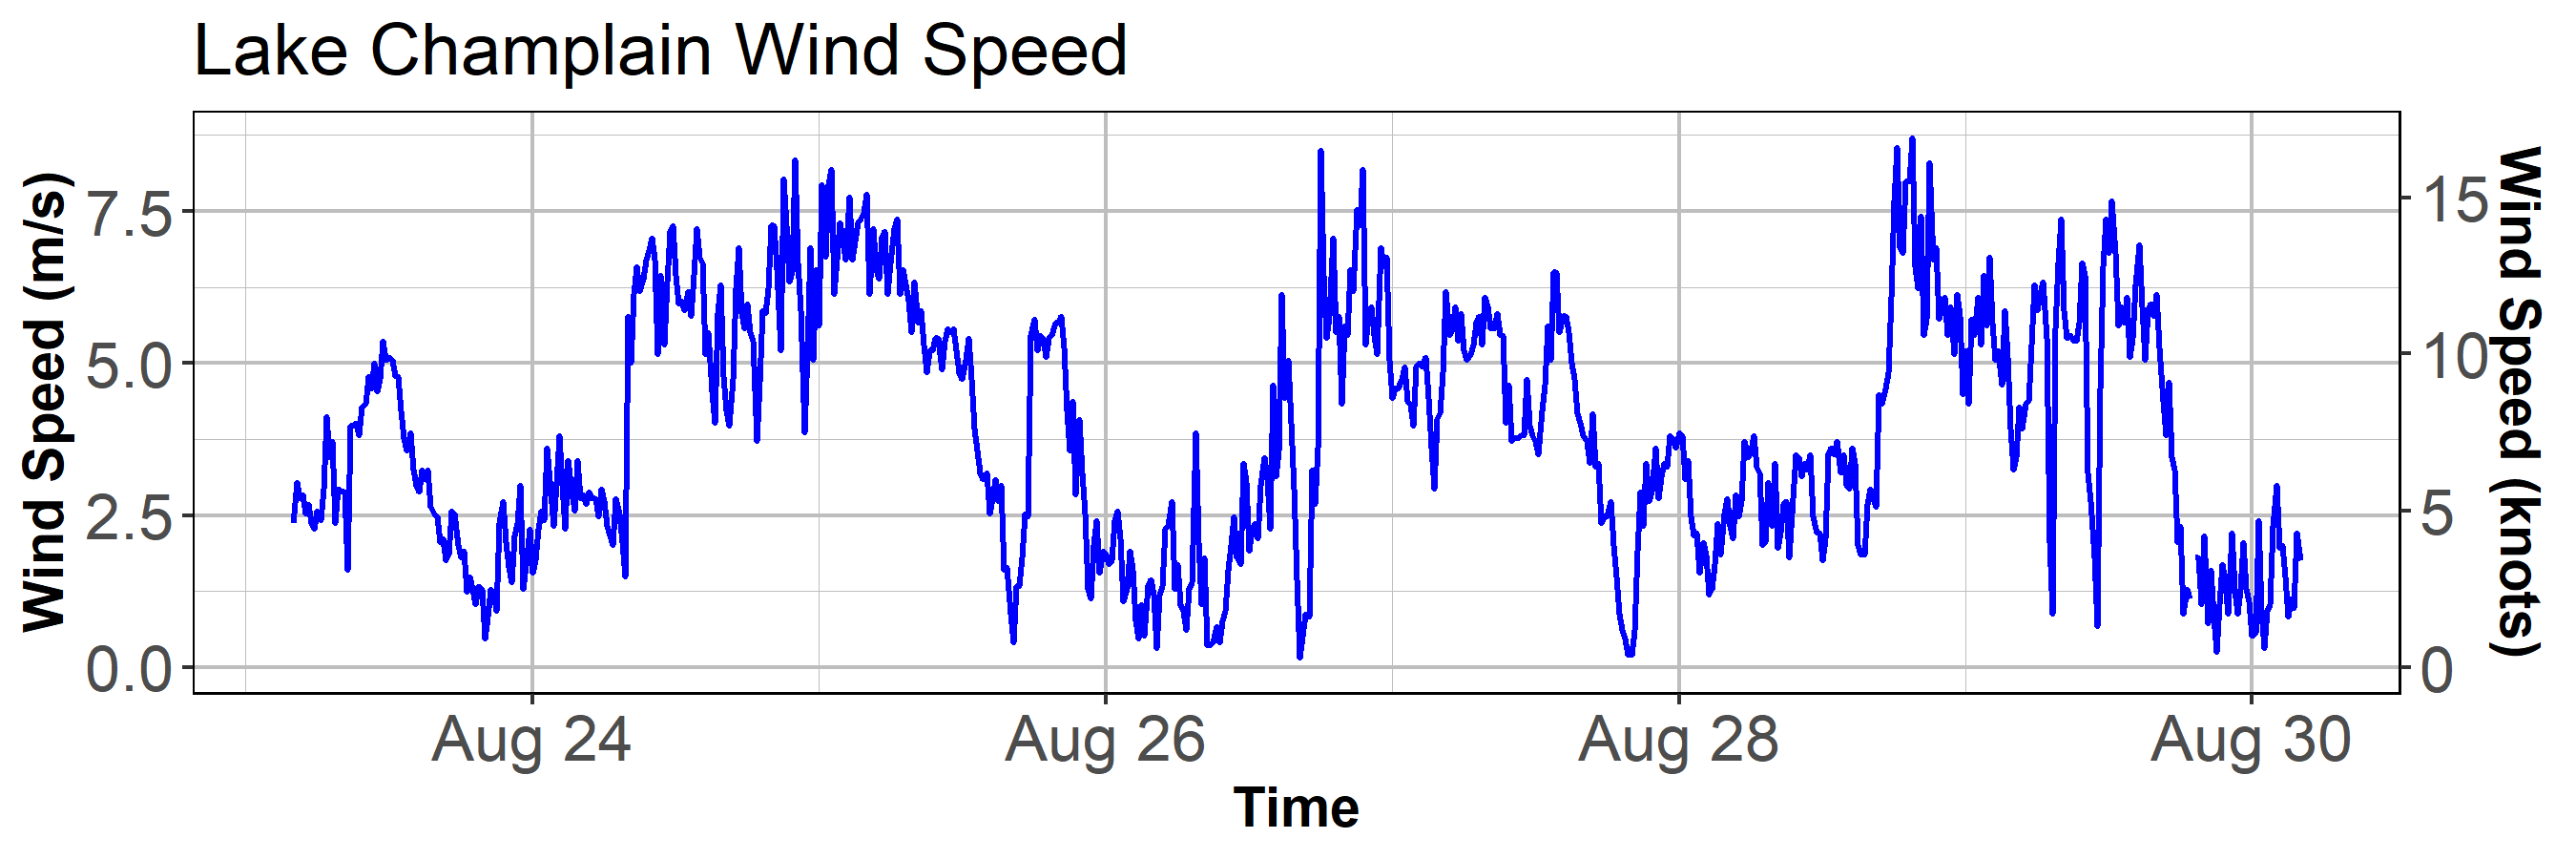 Lake Champlain Wind Speed
Wind Speed (m/s)
7.5
5.0
2.5
0.0
15
10
5
0
Wind Speed (knots)
Aug 24
Aug 26
Aug 28
Aug 30
Time